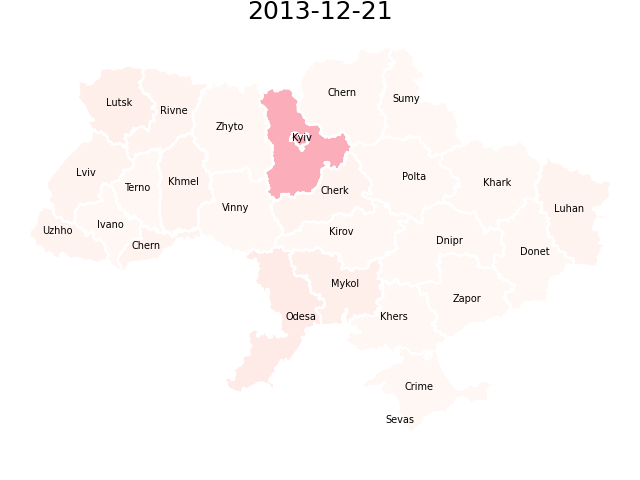 2013-12-21
Chern
Sumy
Lutsk
Rivne
Zhyto
Kyiv
Lviv
Terno
Khmel
Cherk
Polta
Khark
Luhan
Uzhho
Ivano
Chern
Vinny
Kirov
Dnipr
Donet
Mykol
Odesa
Khers
Zapor
Crime
Sevas